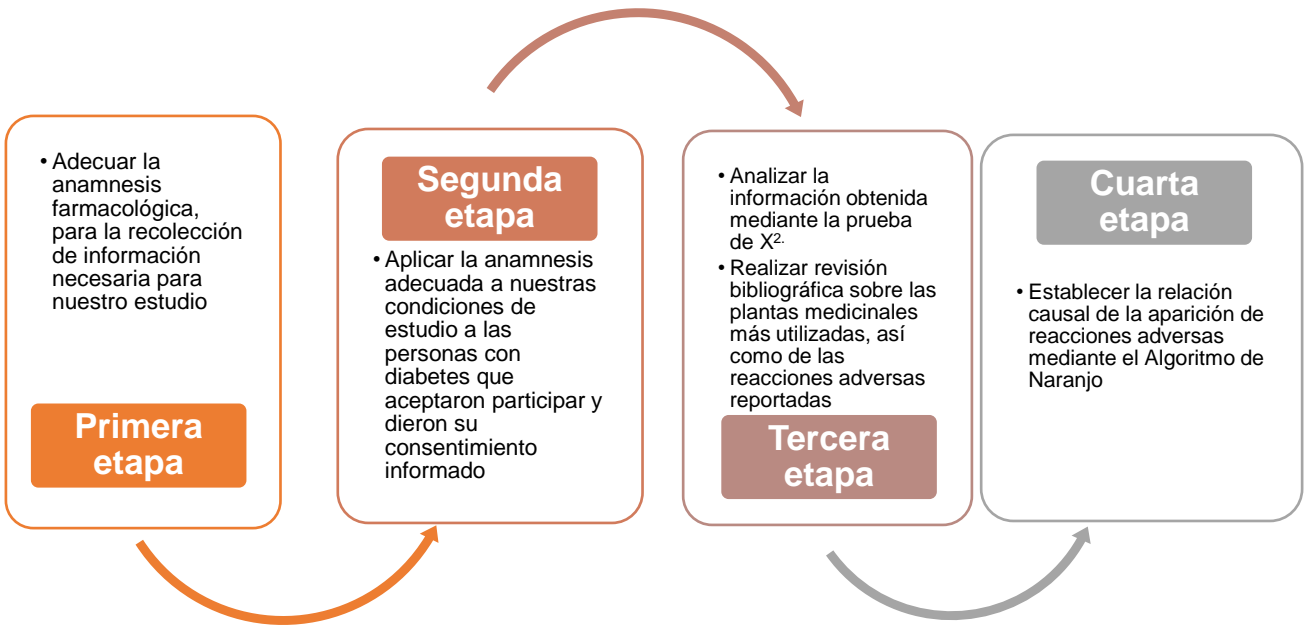 • Adecuar la
anamnesis
farmacológica,
para la recolección
de información
necesaria para
nuestro estudio
Primera
etapa
Segunda
etapa
• Aplicar la anamnesis
adecuada a nuestras
condiciones de
estudio a las
personas con
diabetes que
aceptaron participar y
dieron su
consentimiento
informado
• Analizar la
información obtenida
mediante la prueba
de X².
• Realizar revisión
bibliográfica sobre las
plantas medicinales
más utilizadas, así
como de las
reacciones adversas
reportadas
Tercera
etapa
Cuarta
etapa
• Establecer la relación
causal de la aparición de
reacciones adversas
mediante el Algoritmo de
Naranjo